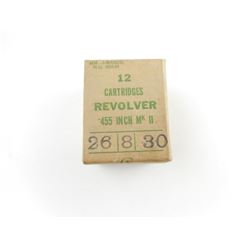 12
CARTRIDGES
REVOLVER
.455 INCH MK II
26 8 30